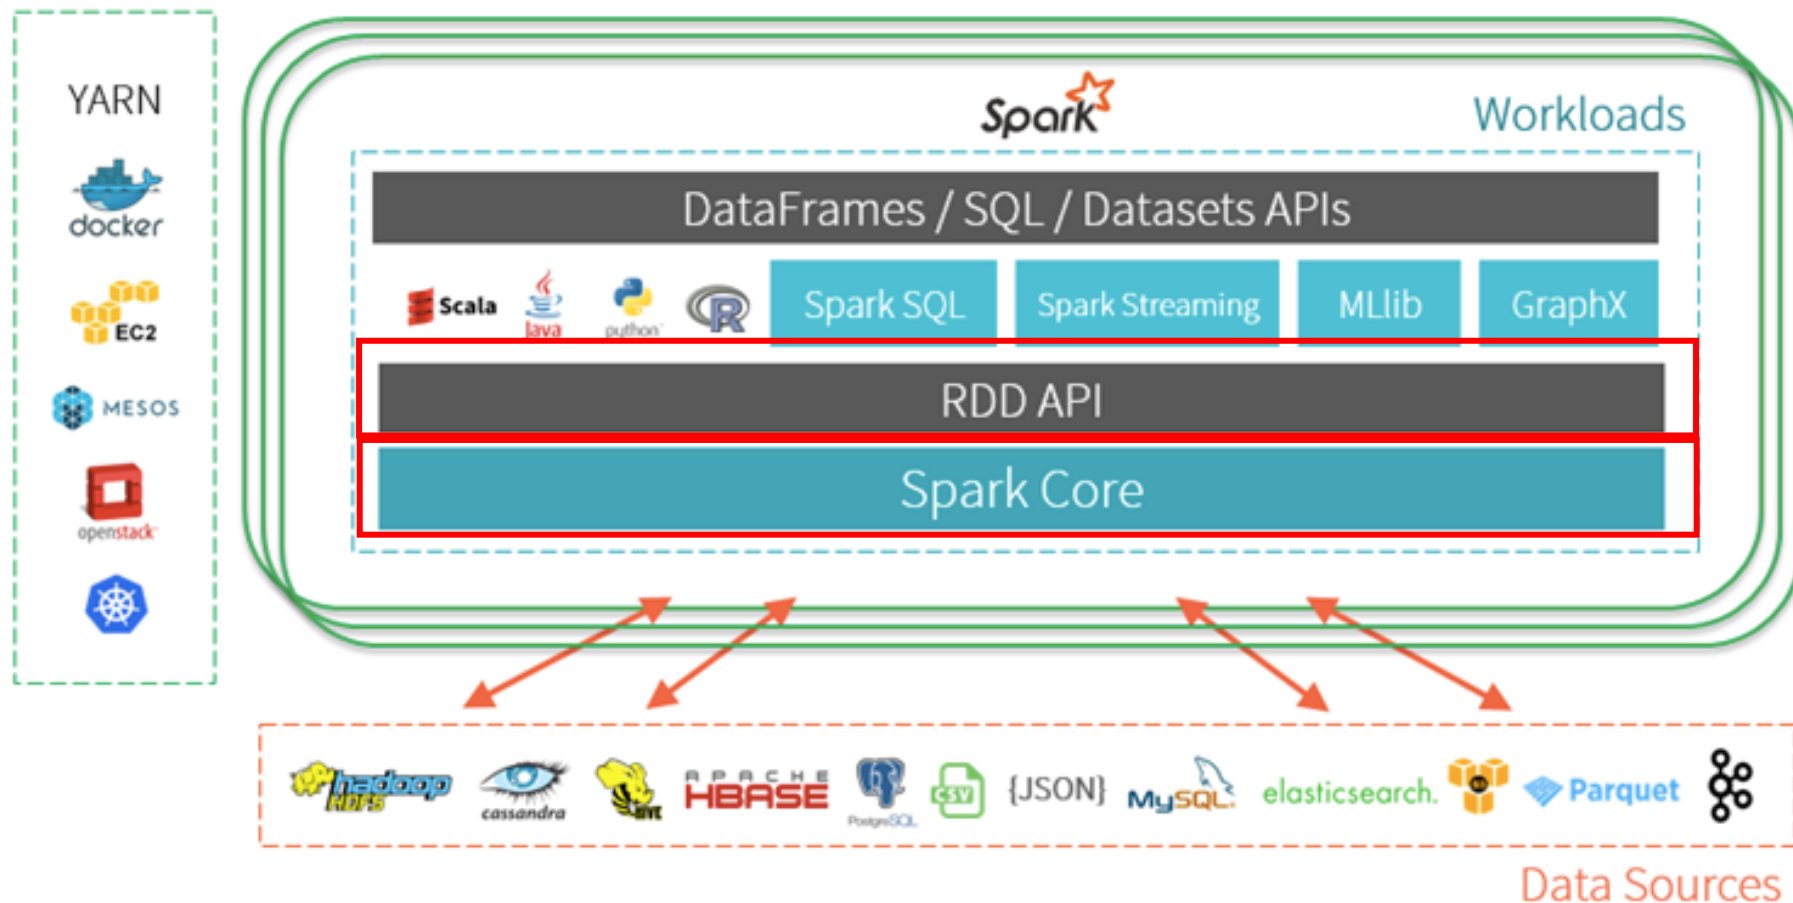 YARN
docker
EC2
MESOS
openstack
Spark
Workloads
DataFrames / SQL / Datasets APIs
Scala
Java
python
R
Spark SQL
Spark Streaming
MLlib
GraphX
RDD API
Spark Core
hadoop
HDFS
cassandra
HIVE
APACHE
HBASE
PostgreSQL
CSV
{JSON}
MySQL
elasticsearch.
Parquet
Data Sources